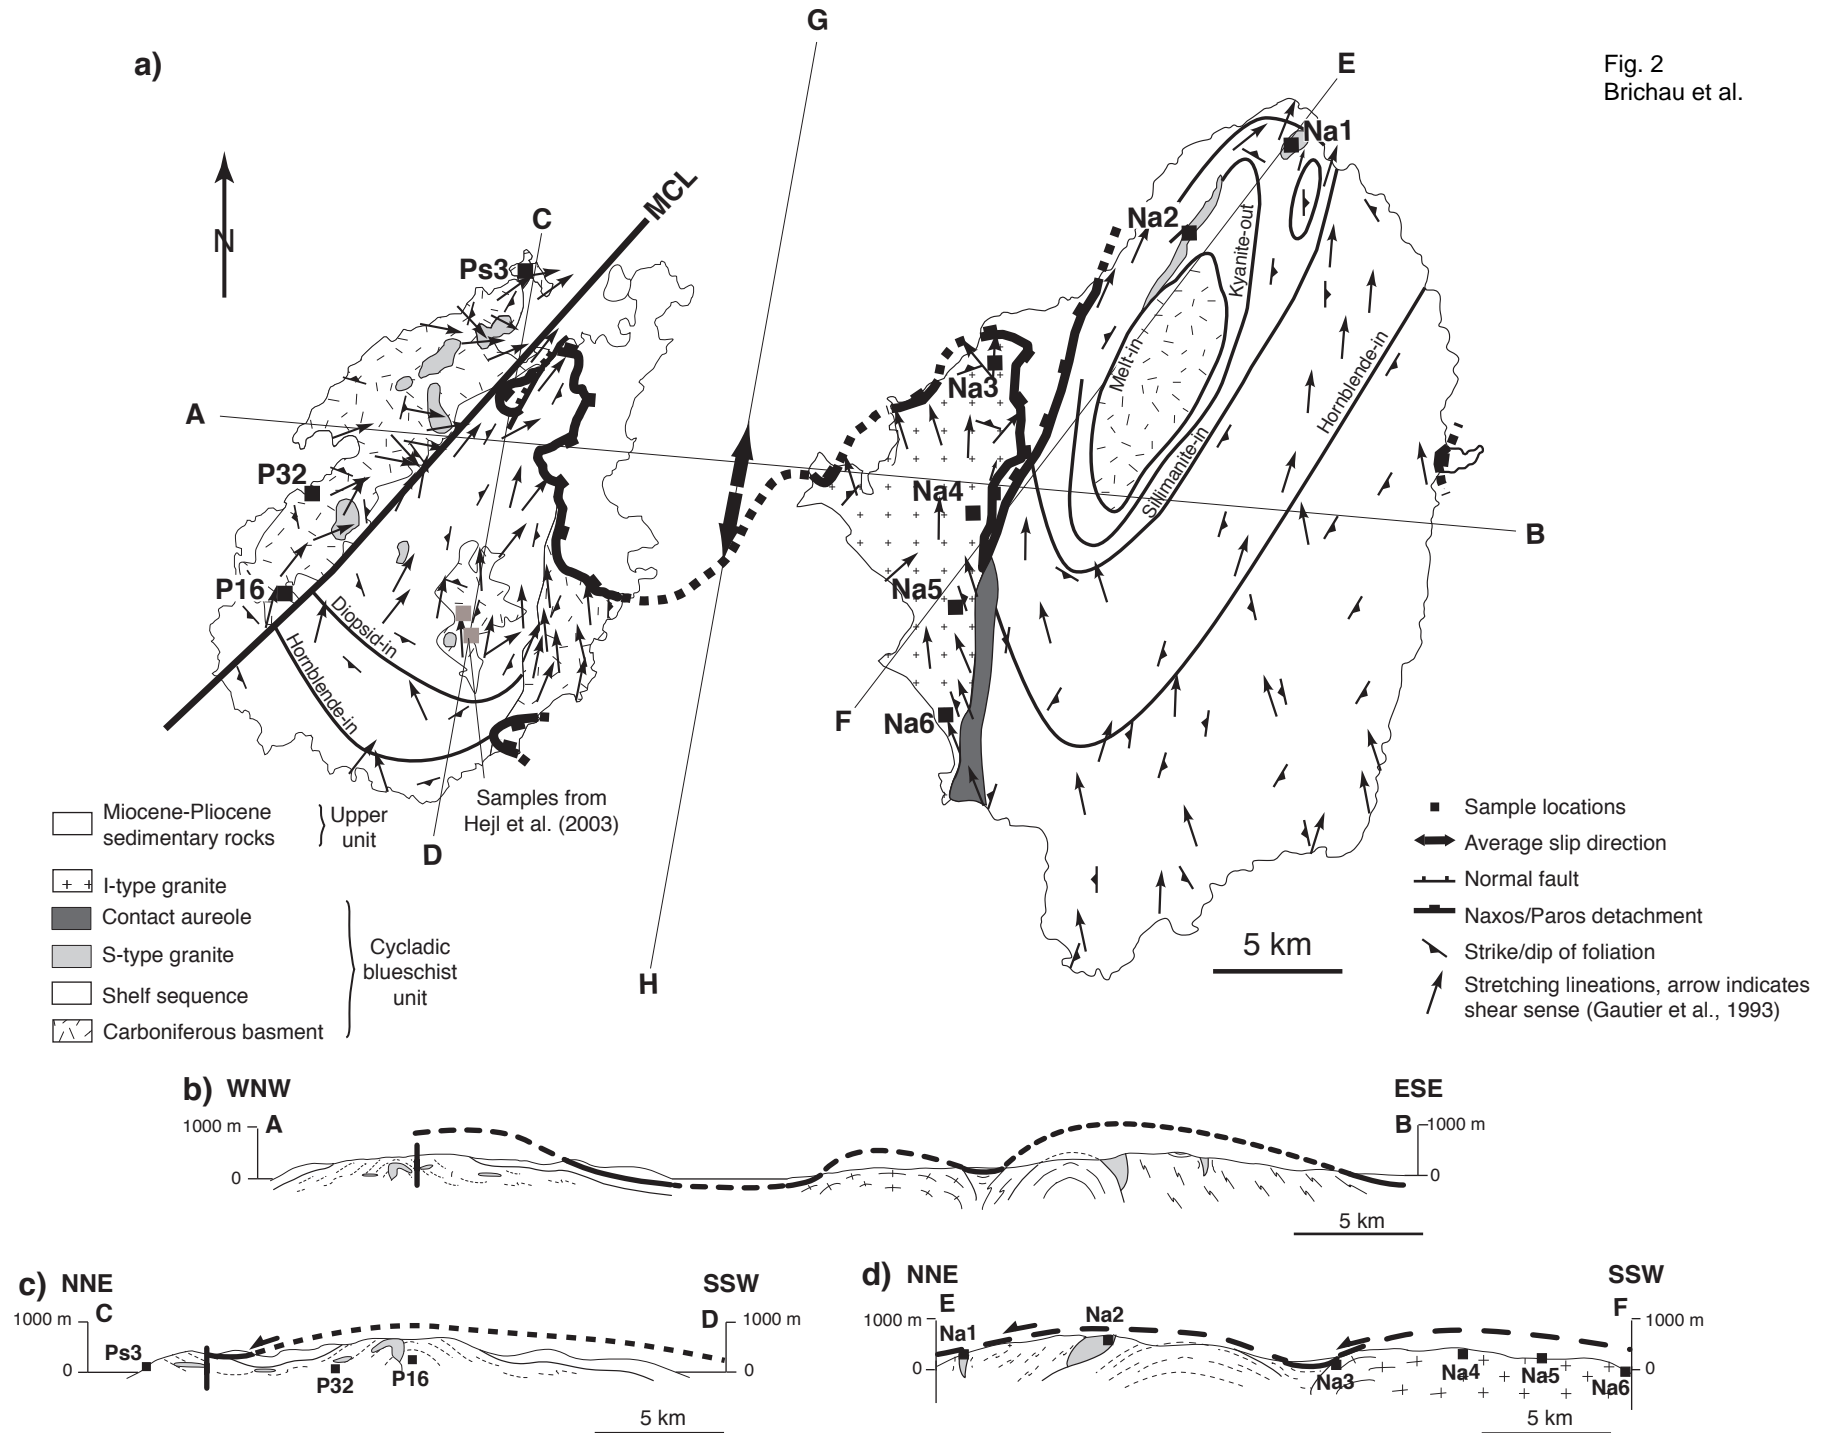 a)
G
E
Fig. 2
Brichau et al.
Na1
N
MCL
C
Na2
Ps3
Kyanite-out
Melt-in
Hornblende-in
Na3
A
P32
Na4
Sillimanite-in
B
P16
Na5
Diopsid-in
Hornblende-in
F
Na6
Samples from
Hejl et al. (2003)
D
H
Miocene-Pliocene
sedimentary rocks
Upper
unit
I-type granite
Contact aureole
S-type granite
Shelf sequence
Carboniferous basment
Cycladic
blueschist
unit
5 km
Sample locations
Average slip direction
Normal fault
Naxos/Paros detachment
Strike/dip of foliation
Stretching lineations, arrow indicates
shear sense (Gautier et al., 1993)
b) WNW
ESE
A
B
1000 m
1000 m
0
0
5 km
c) NNE
SSW
C
D
1000 m
1000 m
Ps3
0
0
P32
P16
5 km
d) NNE
SSW
E
F
1000 m
1000 m
Na1
Na2
0
0
Na3
Na4
Na5
Na6
5 km